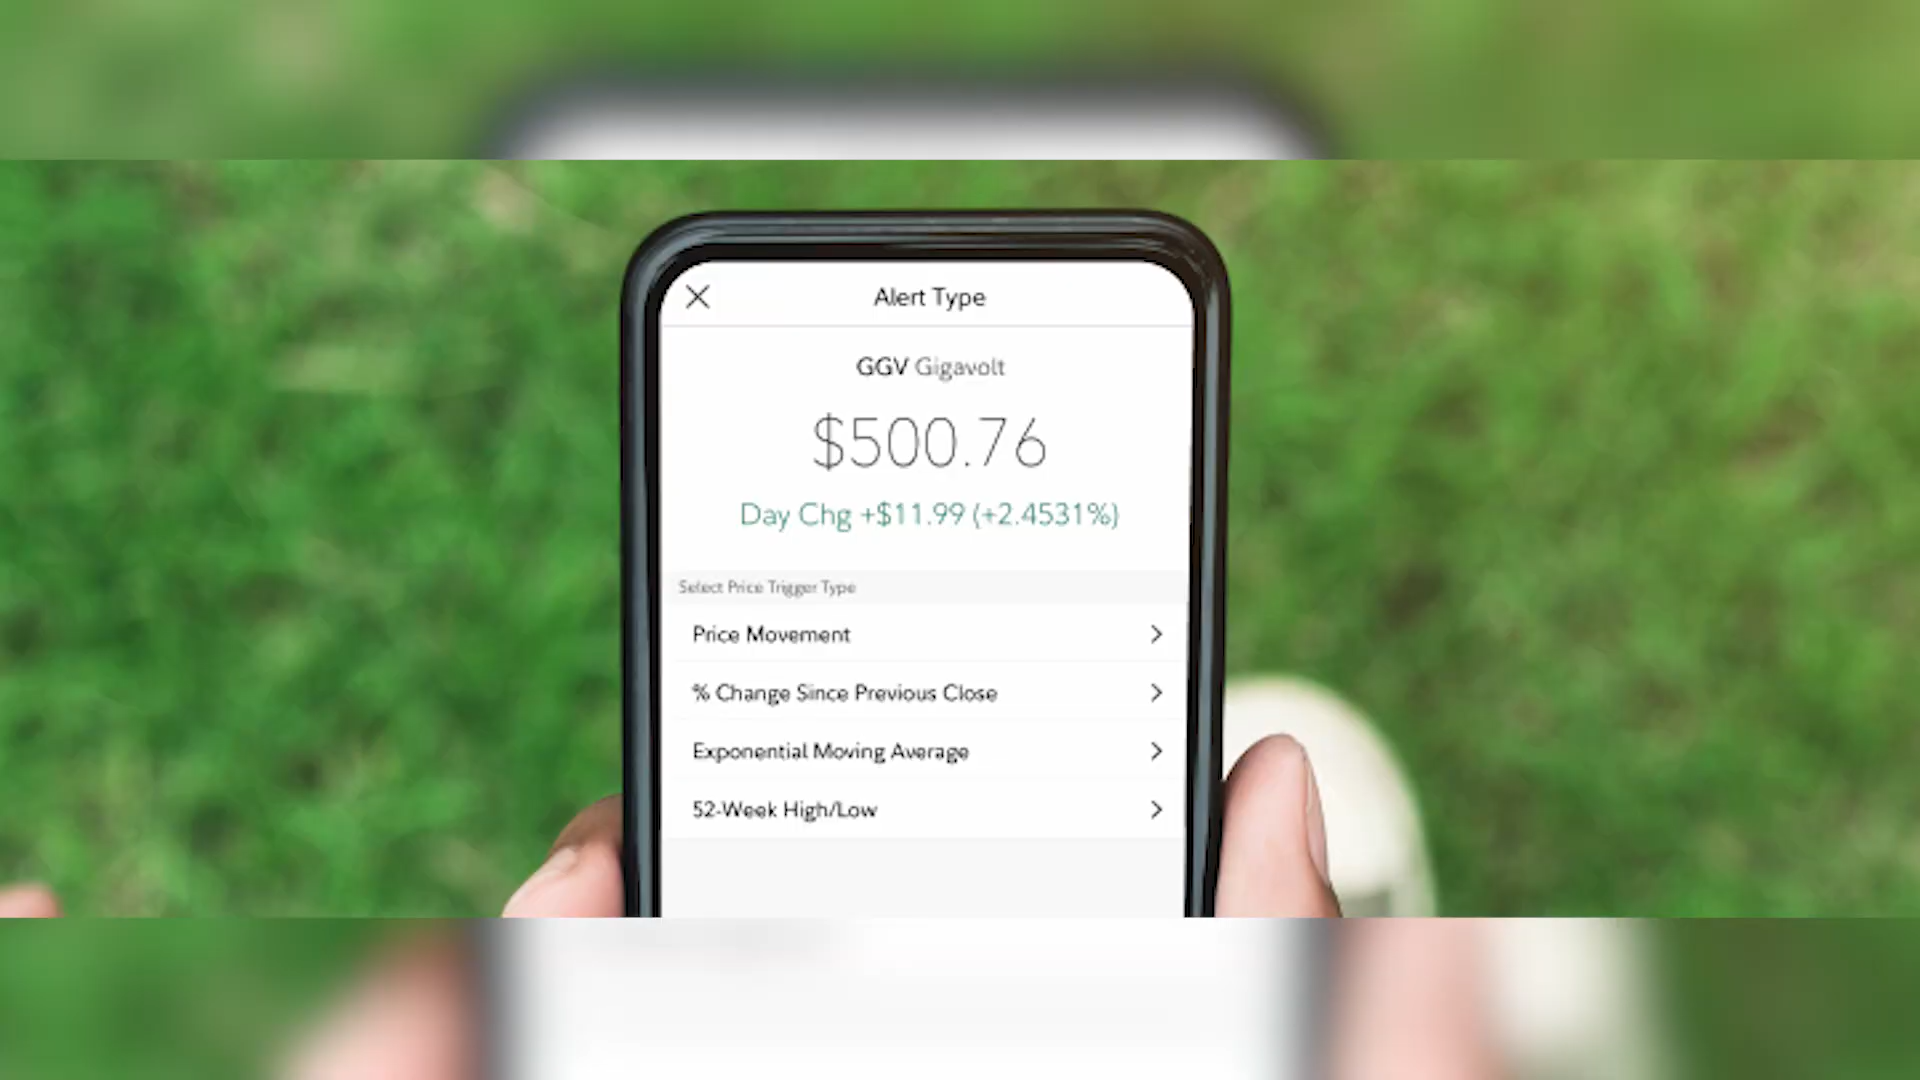 Alert Type
GGV Gigavolt
$500.76
Day Chg +$11.99 (+2.4531%)
Select Price Trigger Type
Price Movement
% Change Since Previous Close
Exponential Moving Average
52-Week High/Low